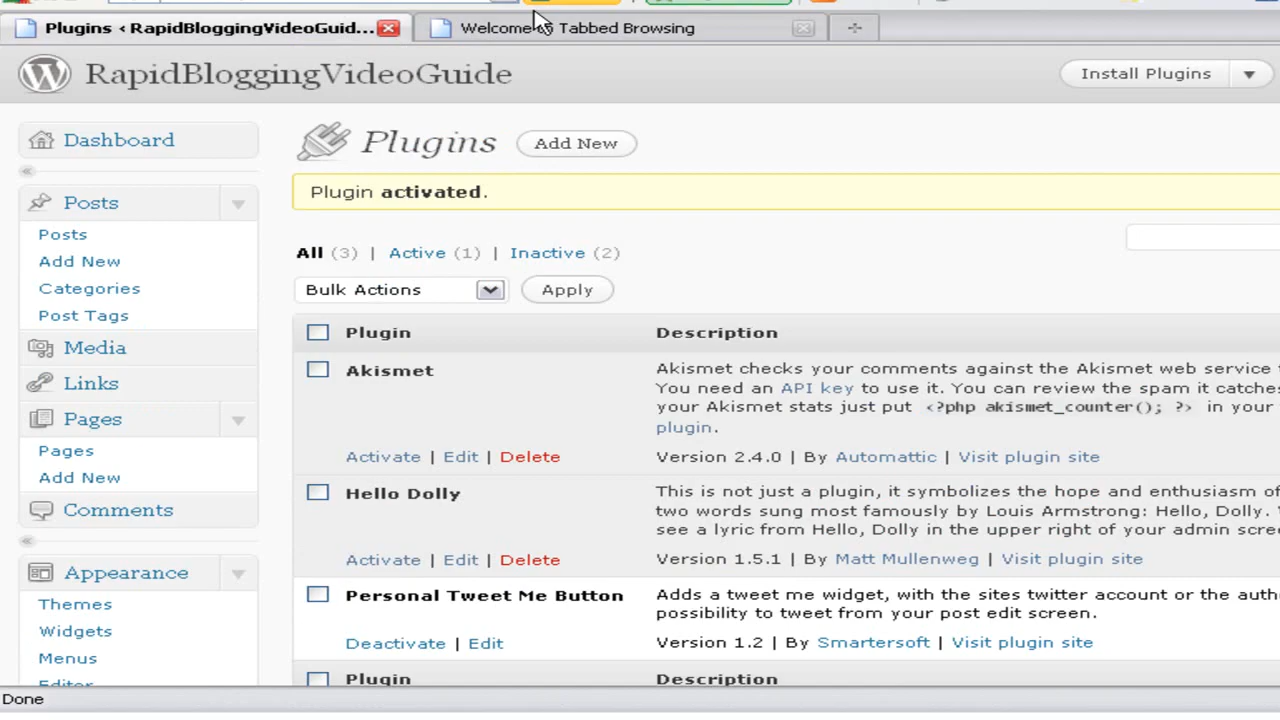 Plugins < RapidBloggingVideoGuid...
Welcome to Tabbed Browsing
RapidBloggingVideoGuide
Install Plugins
Dashboard
Posts
Posts
Add New
Categories
Post Tags
Media
Links
Pages
Pages
Add New
Comments
Appearance
Themes
Widgets
Menus
Editor
Plugins Add New
Plugin activated.
All (3) | Active (1) | Inactive (2)
Bulk Actions Apply
Plugin Description
Akismet
Akismet checks your comments against the Akismet web service
You need an API key to use it. You can review the spam it catches
your Akismet stats just put <?php akismet_counter(); ?> in your
plugin.
Activate | Edit | Delete Version 2.4.0 | By Automattic | Visit plugin site
Hello Dolly
This is not just a plugin, it symbolizes the hope and enthusiasm of
two words sung most famously by Louis Armstrong: Hello, Dolly.
see a lyric from Hello, Dolly in the upper right of your admin scree
Activate | Edit | Delete Version 1.5.1 | By Matt Mullenweg | Visit plugin site
Personal Tweet Me Button
Adds a tweet me widget, with the sites twitter account or the auth
possibility to tweet from your post edit screen.
Deactivate | Edit Version 1.2 | By Smartersoft | Visit plugin site
Plugin Description
Done